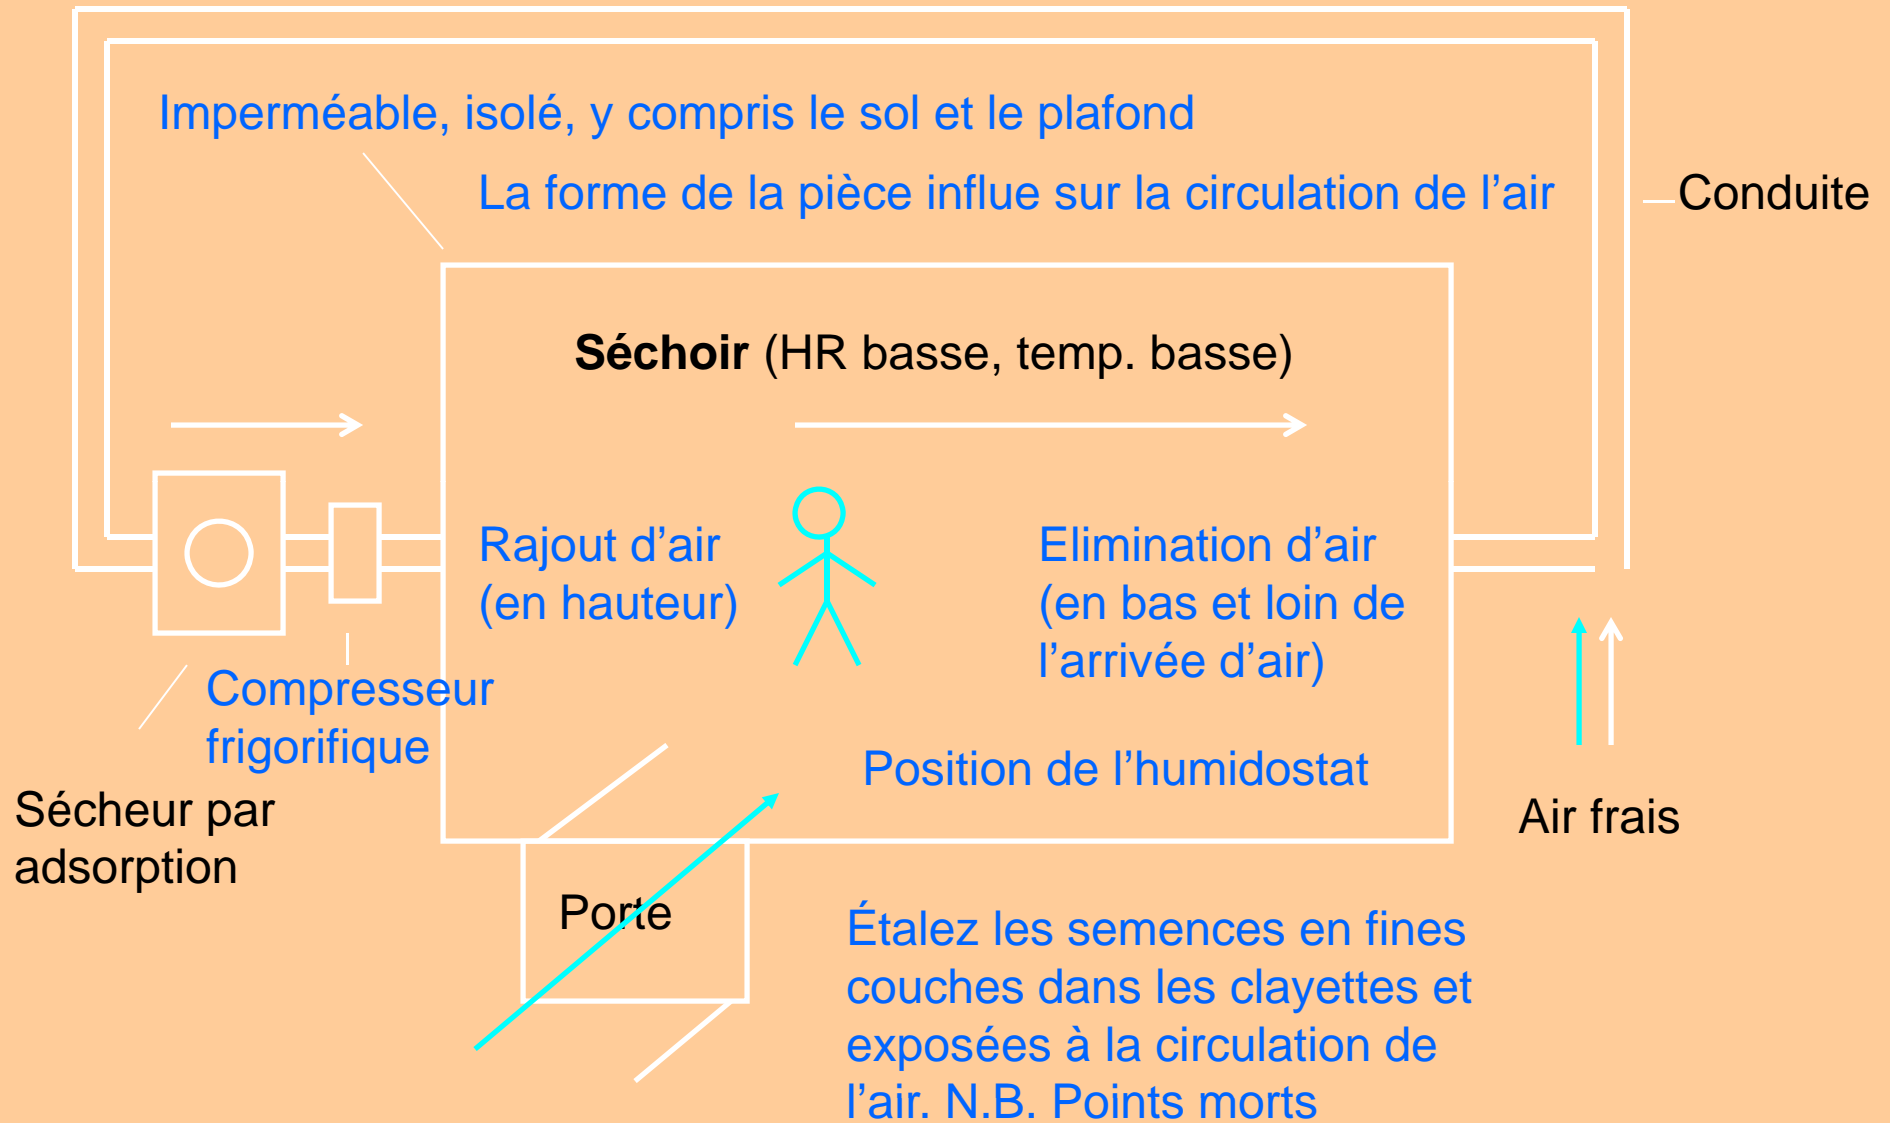 Imperméable, isolé, y compris le sol et le plafond
La forme de la pièce influe sur la circulation de l’air
Conduite
Séchoir (HR basse, temp. basse)
Rajout d’air
(en hauteur)
Elimination d’air
(en bas et loin de
l’arrivée d’air)
Compresseur
frigorifique
Position de l’humidostat
Sécheur par
adsorption
Air frais
Porte
Étalez les semences en fines
couches dans les clayettes et
exposées à la circulation de
l’air. N.B. Points morts